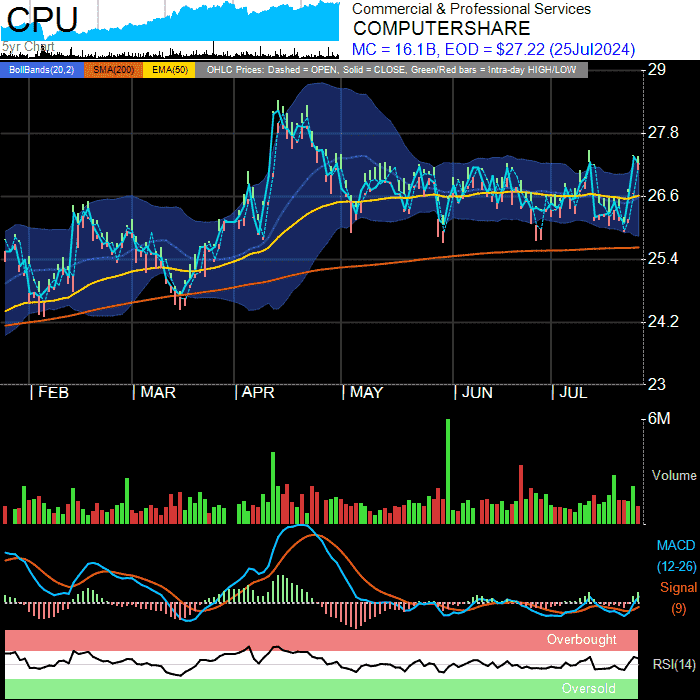 CPU
5yr Chart
Commercial & Professional Services
COMPUTERSHARE
MC = 16.1B, EOD = $27.22 (25Jul2024)
BollBands(20,2) SMA(200) EMA(50) OHLC Prices: Dashed = OPEN, Solid = CLOSE, Green/Red bars = Intra-day HIGH/LOW
29
27.8
26.6
25.4
24.2
23
| FEB | MAR | APR | MAY | JUN | JUL
6M
Volume
MACD
(12-26)
Signal
(9)
Overbought
RSI(14)
Oversold